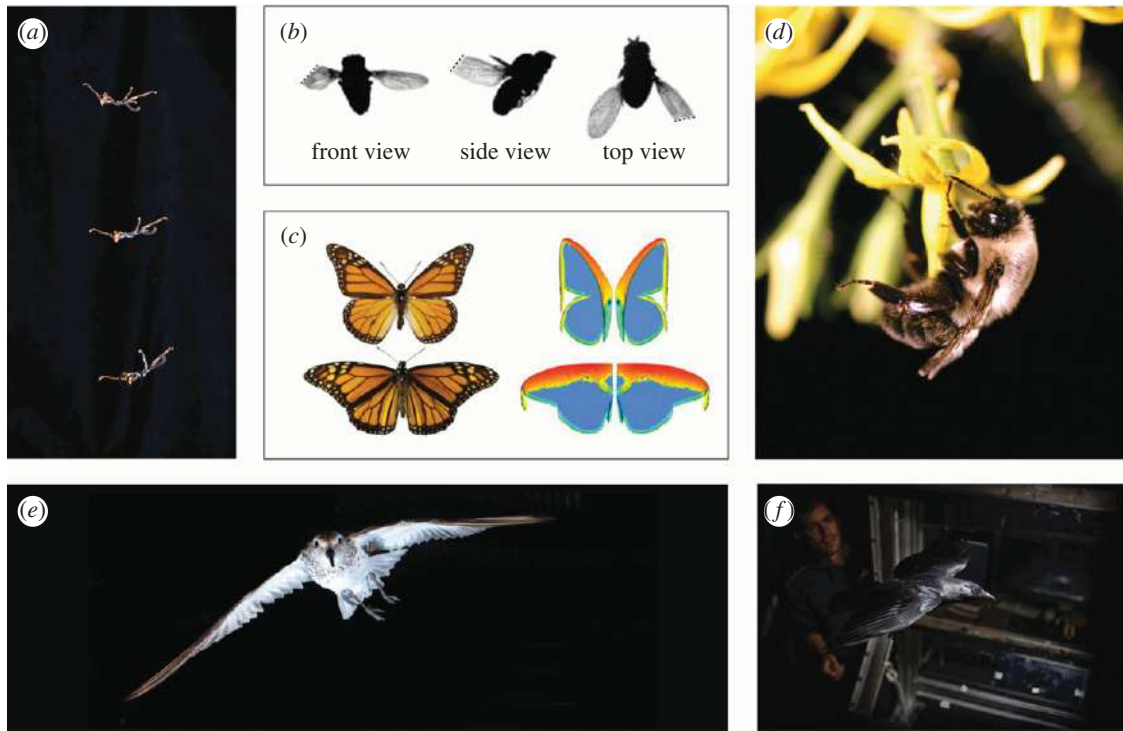 (a)
(b)
front view side view top view
(c)
(d)
(e)
(f)